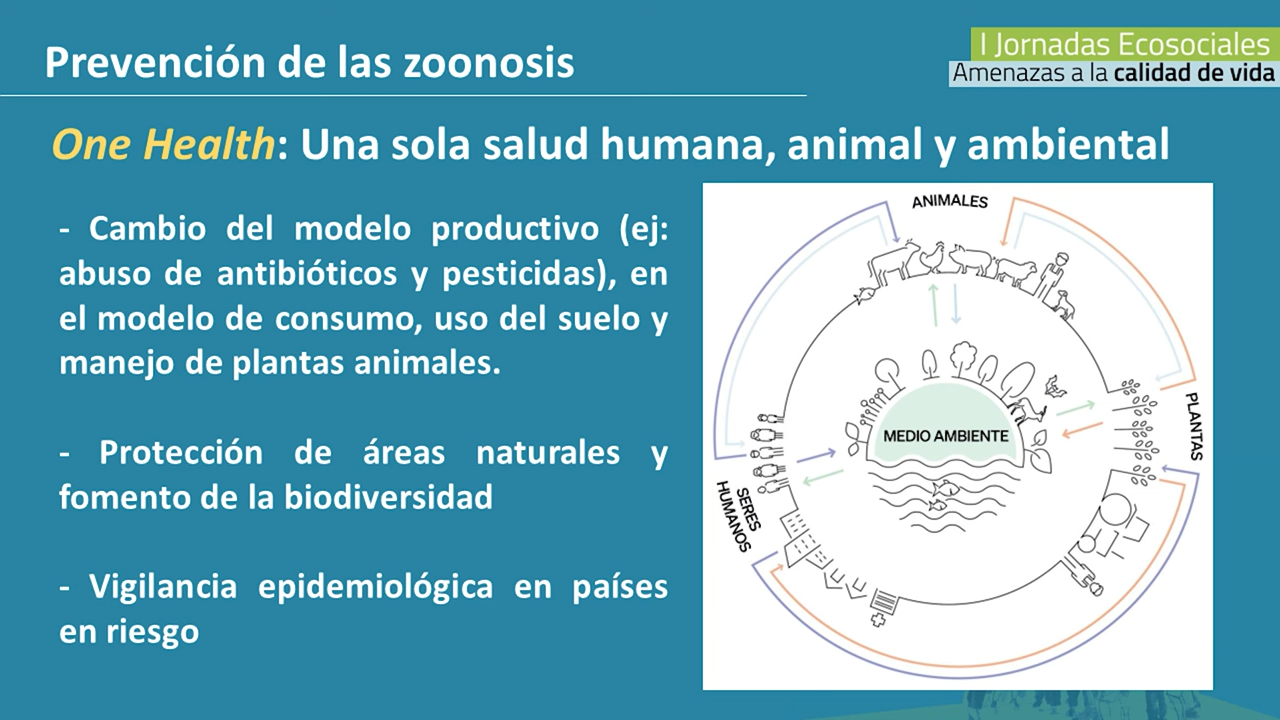 Prevención de las zoonosis
I Jornadas Ecosociales
Amenazas a la calidad de vida
One Health: Una sola salud humana, animal y ambiental
- Cambio del modelo productivo (ej:
abuso de antibióticos y pesticidas), en
el modelo de consumo, uso del suelo y
manejo de plantas animales.
- Protección de áreas naturales y
fomento de la biodiversidad
- Vigilancia epidemiológica en países
en riesgo
ANIMALES
PLANTAS
MEDIO AMBIENTE
SERES
HUMANOS